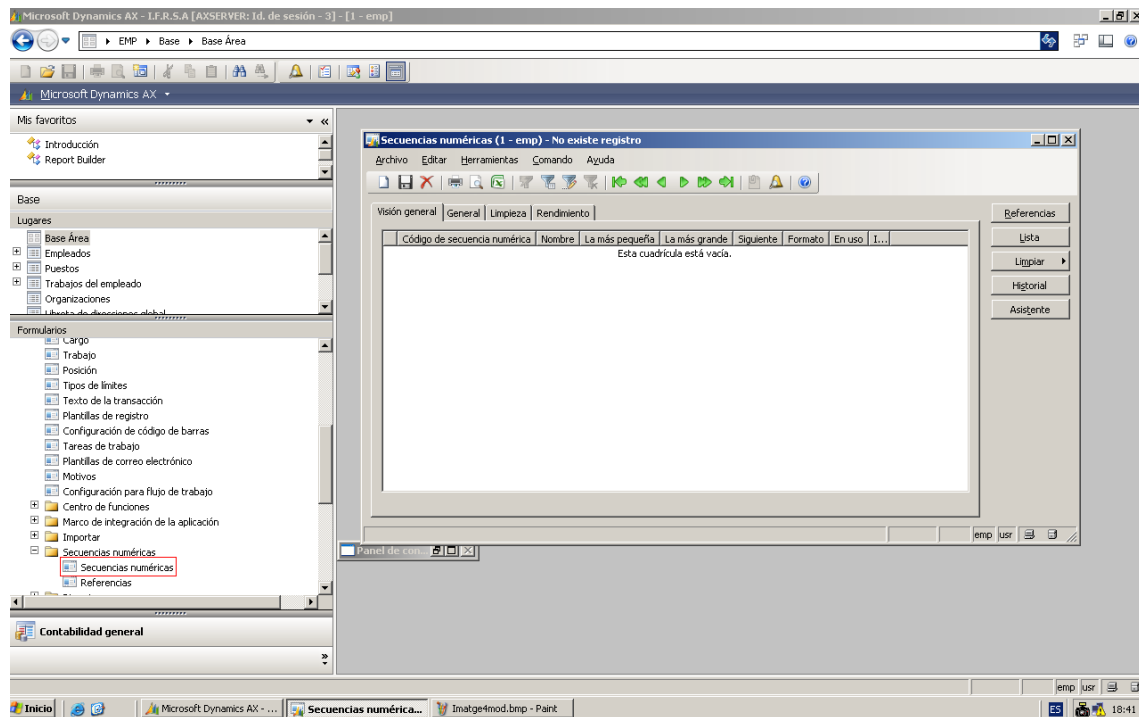 Microsoft Dynamics AX - I.F.R.S.A [AXSERVER: Id. de sesión - 3] - [1 - emp]
EMP ▸ Base ▸ Base Área
Microsoft Dynamics AX
Mis favoritos
Introducción
Report Builder
Base
Lugares
Base Área
Empleados
Puestos
Trabajos del empleado
Organizaciones
Libreta de direcciones global
Formularios
Cargo
Trabajo
Posición
Tipos de límites
Texto de la transacción
Plantillas de registro
Configuración de código de barras
Tareas de trabajo
Plantillas de correo electrónico
Motivos
Configuración para flujo de trabajo
Centro de funciones
Marco de integración de la aplicación
Importar
Secuencias numéricas
Secuencias numéricas
Referencias
Contabilidad general
Secuencias numéricas (1 - emp) - No existe registro
Archivo Editar Herramientas Comando Ayuda
Visión general General Limpieza Rendimiento
Código de secuencia numérica Nombre La más pequeña La más grande Siguiente Formato En uso I...
Esta cuadrícula está vacía.
Referencias
Lista
Limpiar
Historial
Asistente
emp usr
Panel de con...
emp usr
Inicio Microsoft Dynamics AX - ... Secuencias numérica... Imatge4mod.bmp - Paint ES 18:41